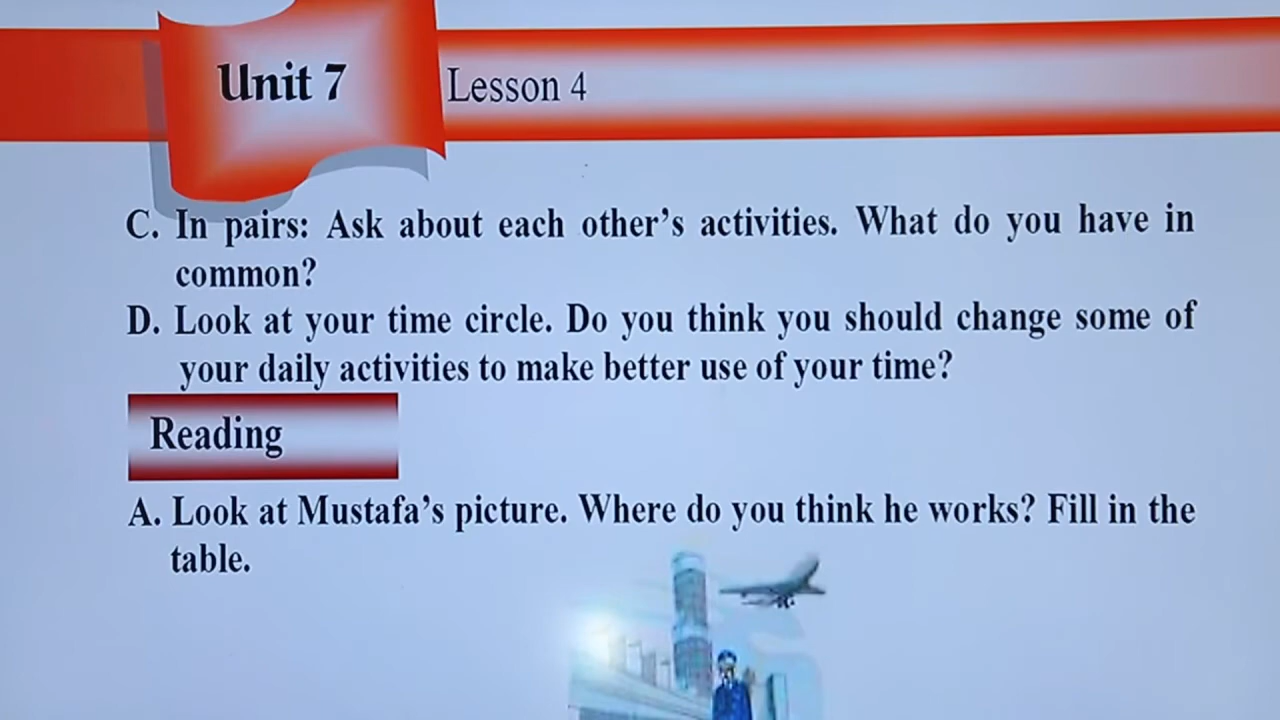 Unit 7
Lesson 4
C. In pairs: Ask about each other's activities. What do you have in
common?
D. Look at your time circle. Do you think you should change some of
your daily activities to make better use of your time?
Reading
A. Look at Mustafa's picture. Where do you think he works? Fill in the
table.